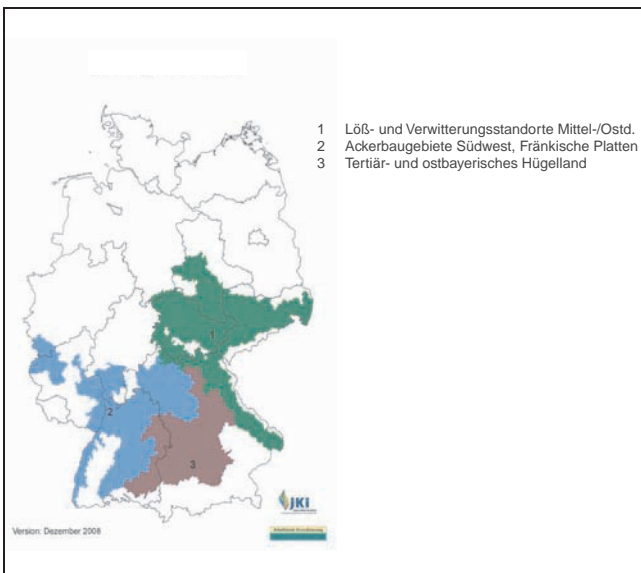 1 Löß- und Verwitterungsstandorte Mittel-/Ostd.
2 Ackerbaugebiete Südwest, Fränkische Platten
3 Tertiär- und ostbayerisches Hügelland
1
2
3
JKI
Version: Dezember 2008